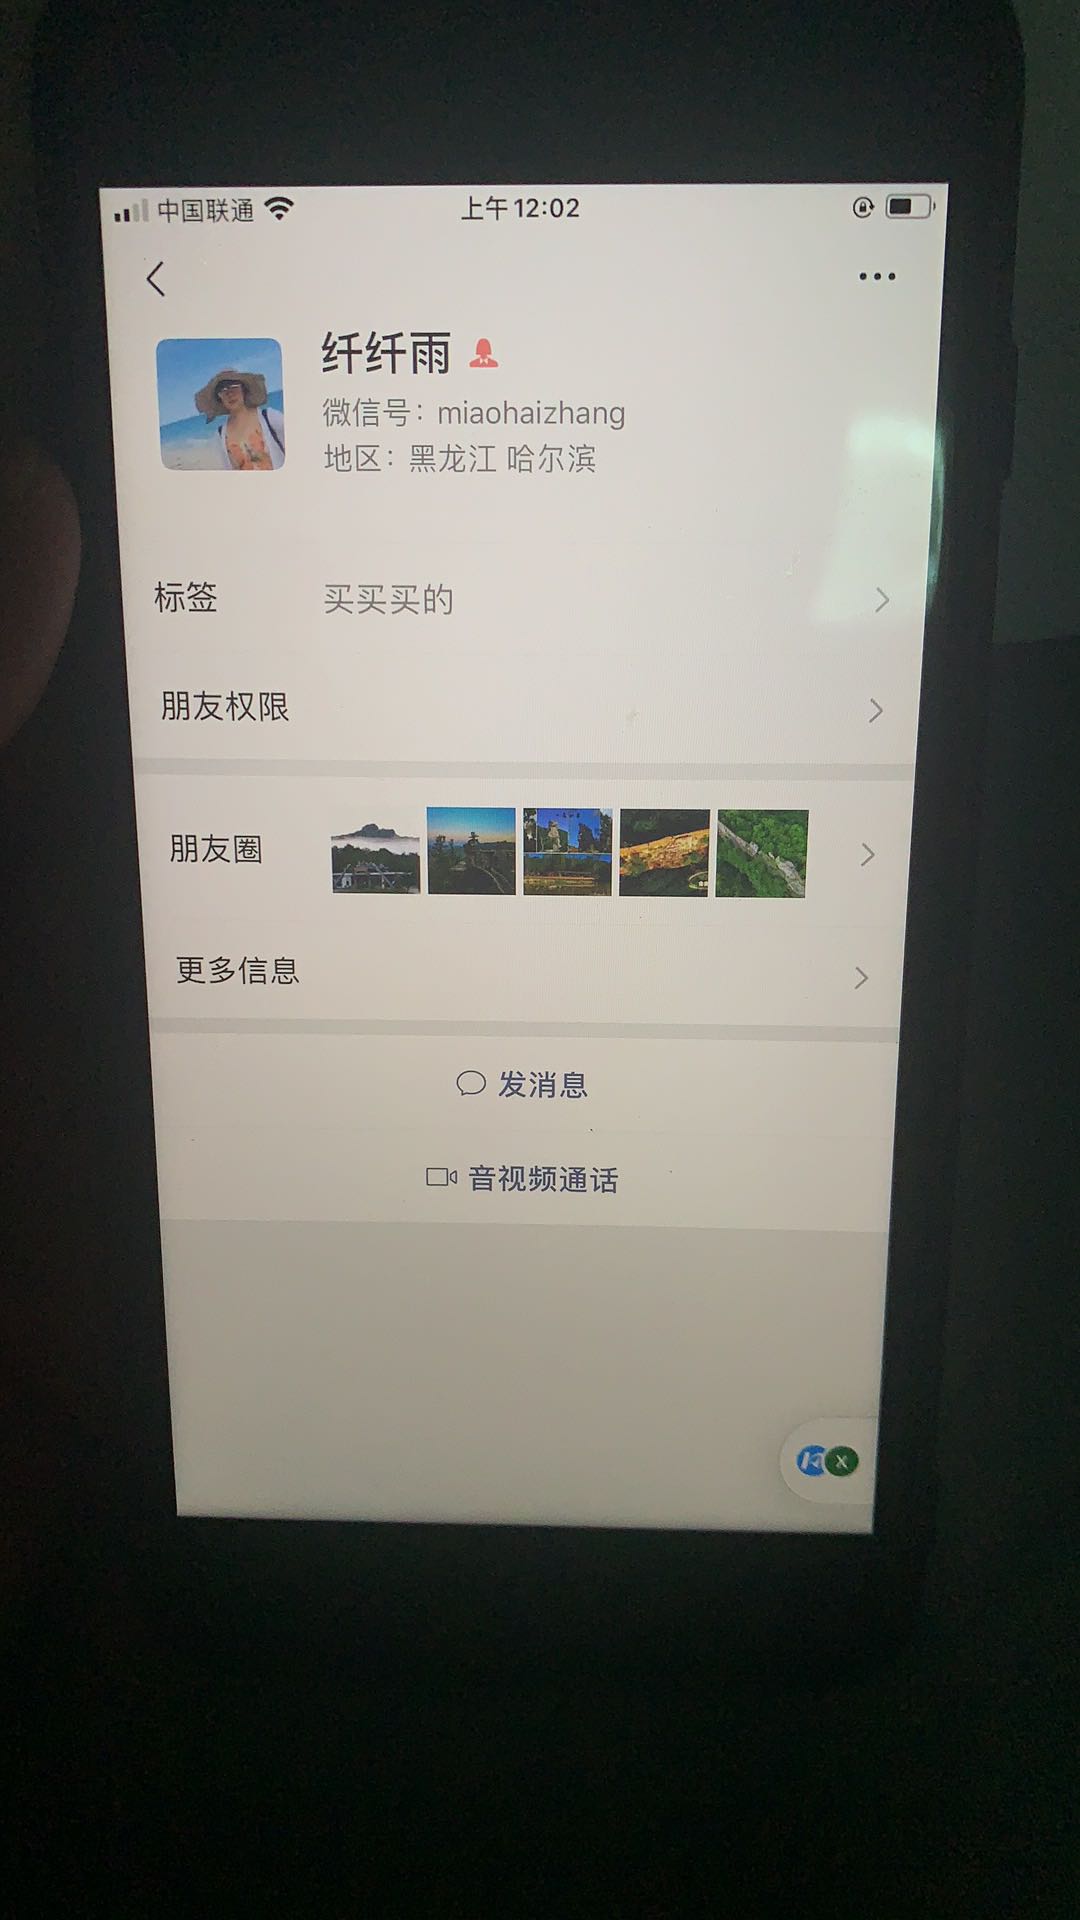 中国联通 上午12:02
纤纤雨
微信号：miaohaizhang
地区：黑龙江 哈尔滨
标签 买买买的
朋友权限
朋友圈
更多信息
发消息
音视频通话
X